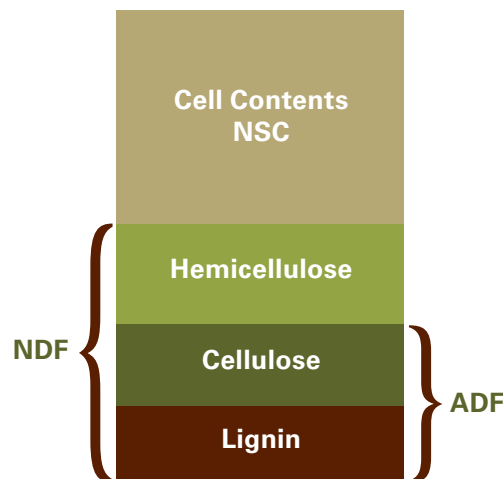 Cell Contents
NSC
Hemicellulose
NDF
Cellulose
ADF
Lignin